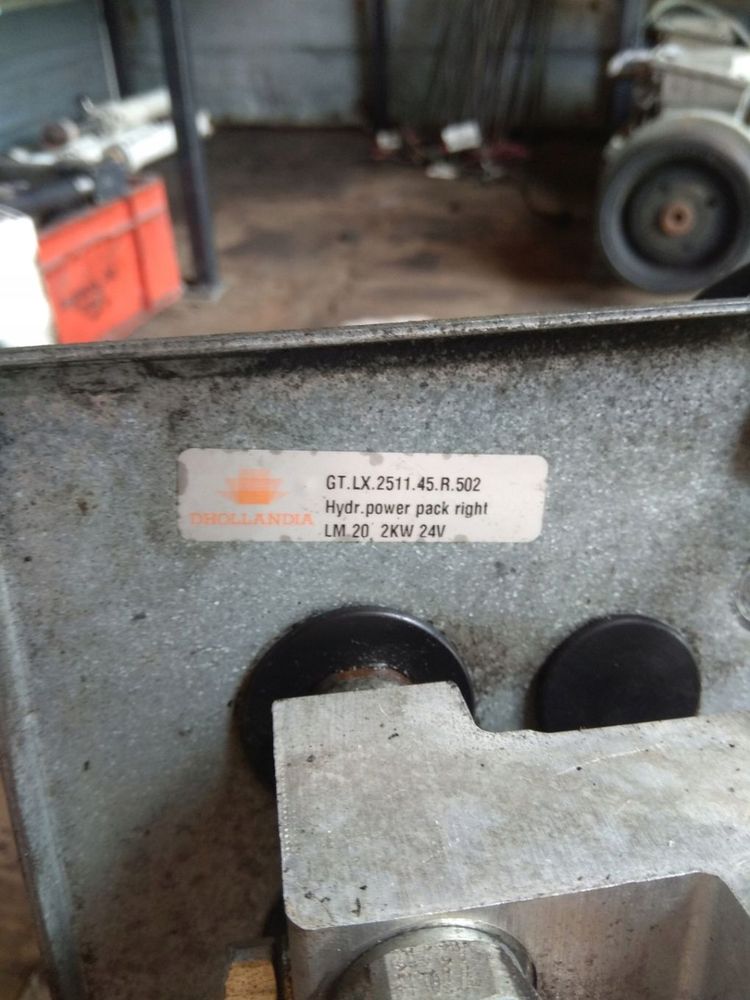 DHOLLANDIA
GT.LX.2511.45.R.502
Hydr.power pack right
LM 20, 2KW 24V